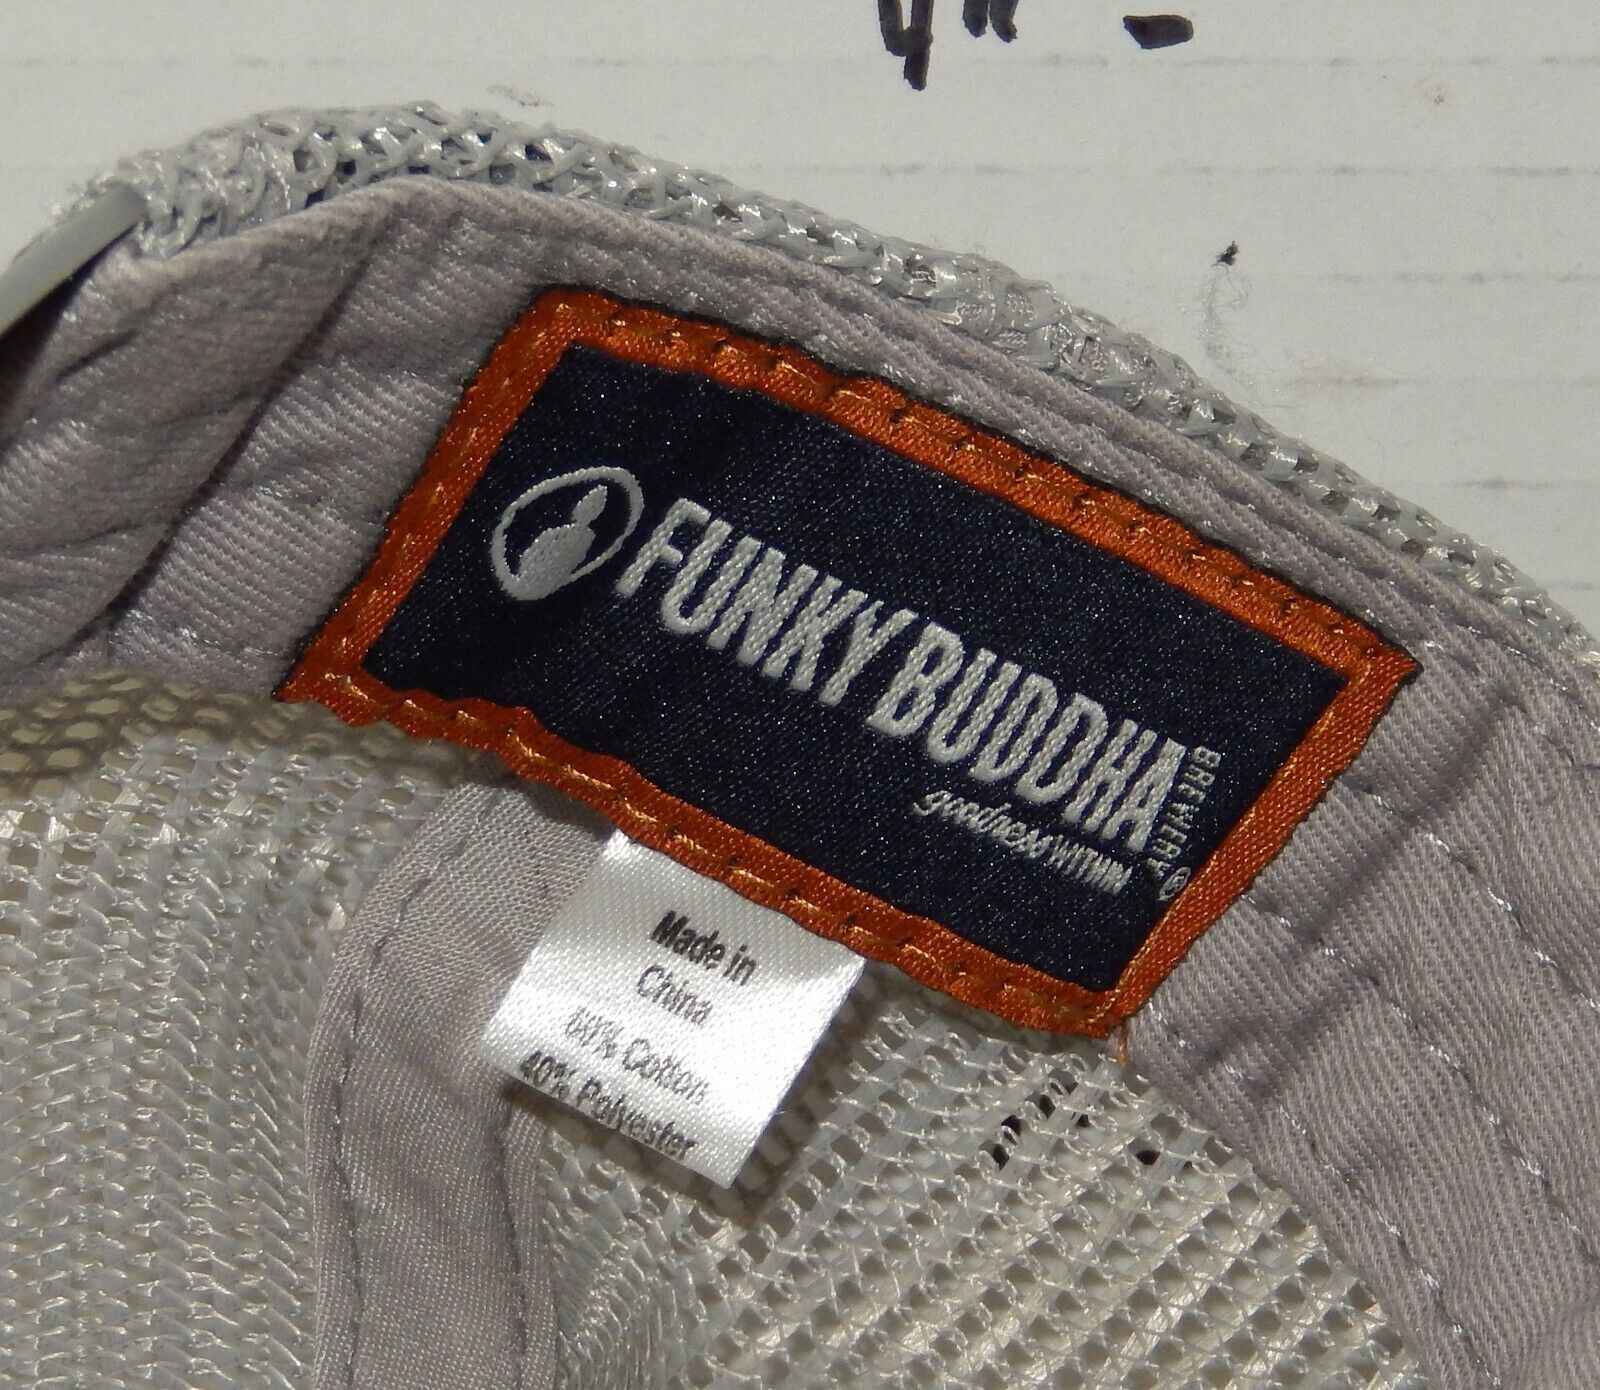 FUNKY BUDDHA
BREWERY®
goodness WITHIN
Made in
China
60% Cotton
40% Polyester